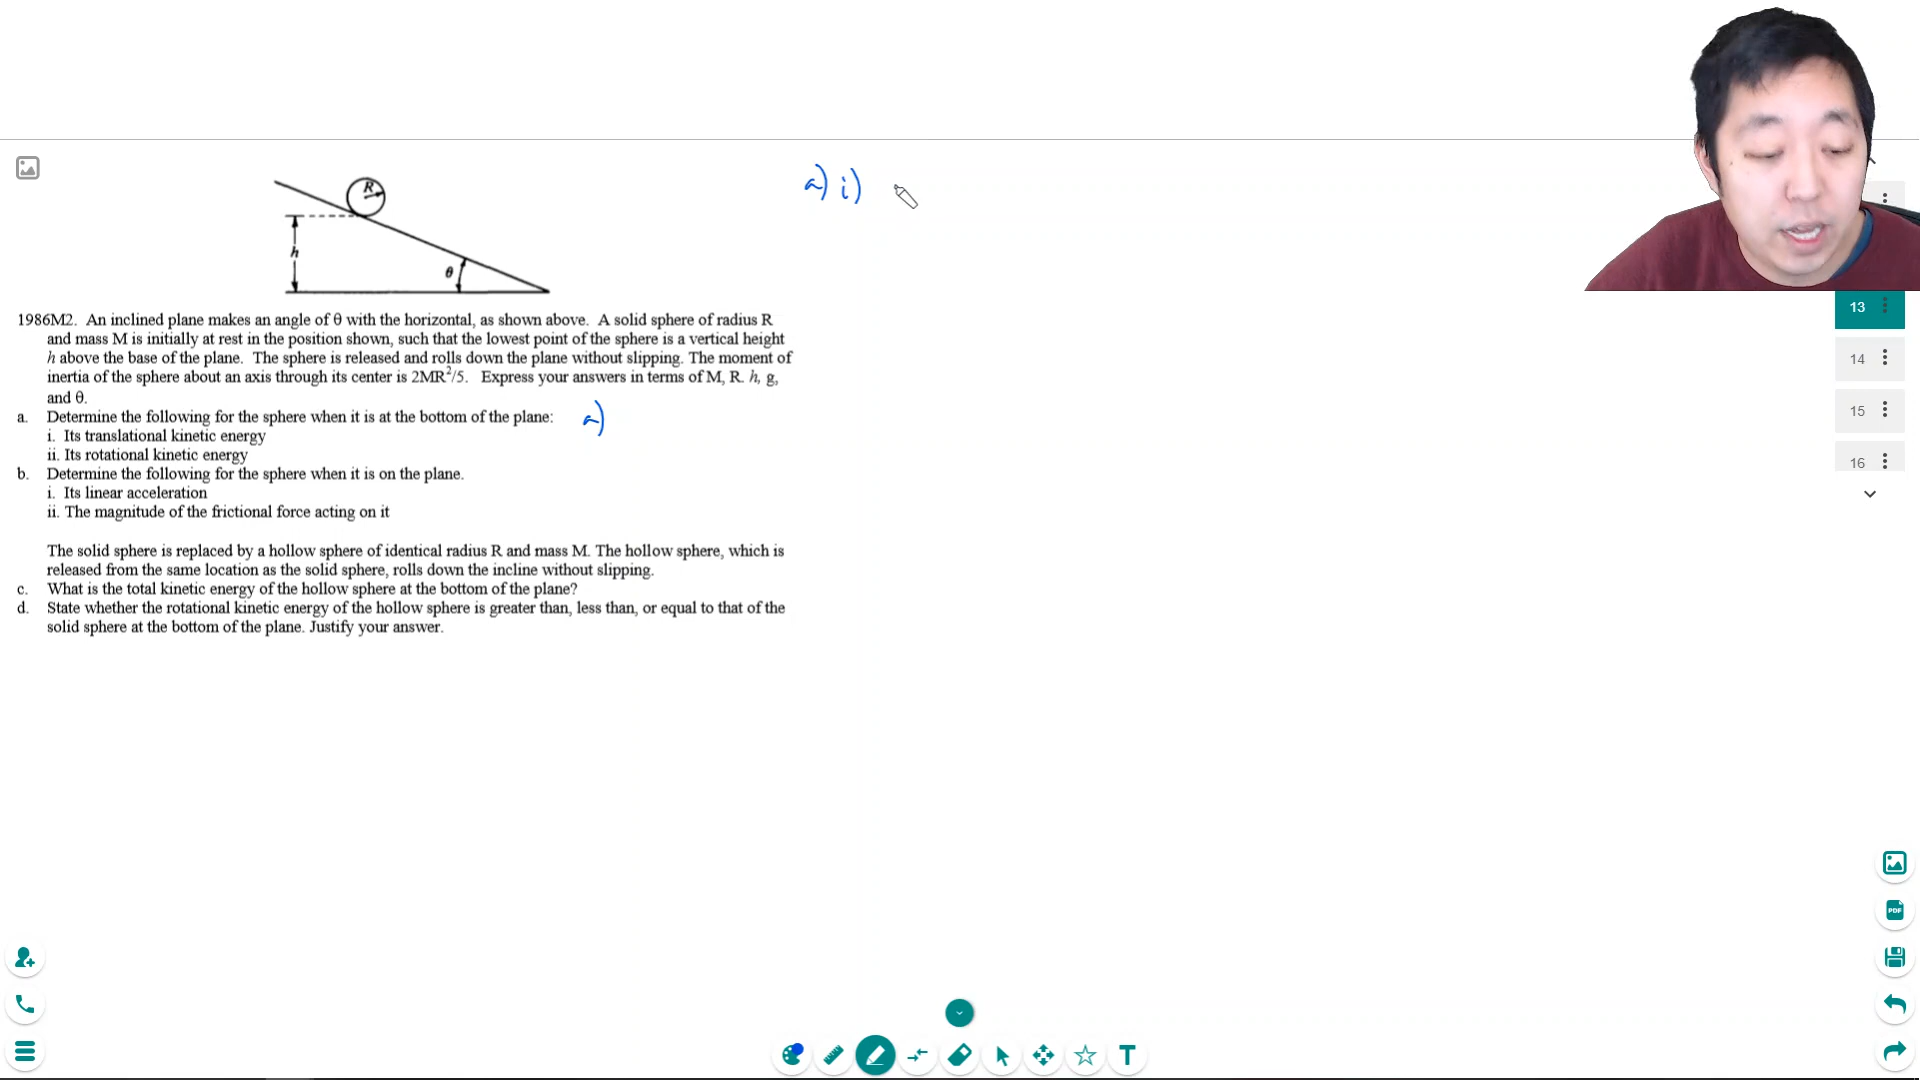 a) i)
R
h
θ
1986M2. An inclined plane makes an angle of θ with the horizontal, as shown above. A solid sphere of radius R
and mass M is initially at rest in the position shown, such that the lowest point of the sphere is a vertical height
h above the base of the plane. The sphere is released and rolls down the plane without slipping. The moment of
inertia of the sphere about an axis through its center is 2MR²/5. Express your answers in terms of M, R. h, g,
and θ.
a. Determine the following for the sphere when it is at the bottom of the plane: a)
i. Its translational kinetic energy
ii. Its rotational kinetic energy
b. Determine the following for the sphere when it is on the plane.
i. Its linear acceleration
ii. The magnitude of the frictional force acting on it
The solid sphere is replaced by a hollow sphere of identical radius R and mass M. The hollow sphere, which is
released from the same location as the solid sphere, rolls down the incline without slipping.
c. What is the total kinetic energy of the hollow sphere at the bottom of the plane?
d. State whether the rotational kinetic energy of the hollow sphere is greater than, less than, or equal to that of the
solid sphere at the bottom of the plane. Justify your answer.
13
14
15
16
PDF
T